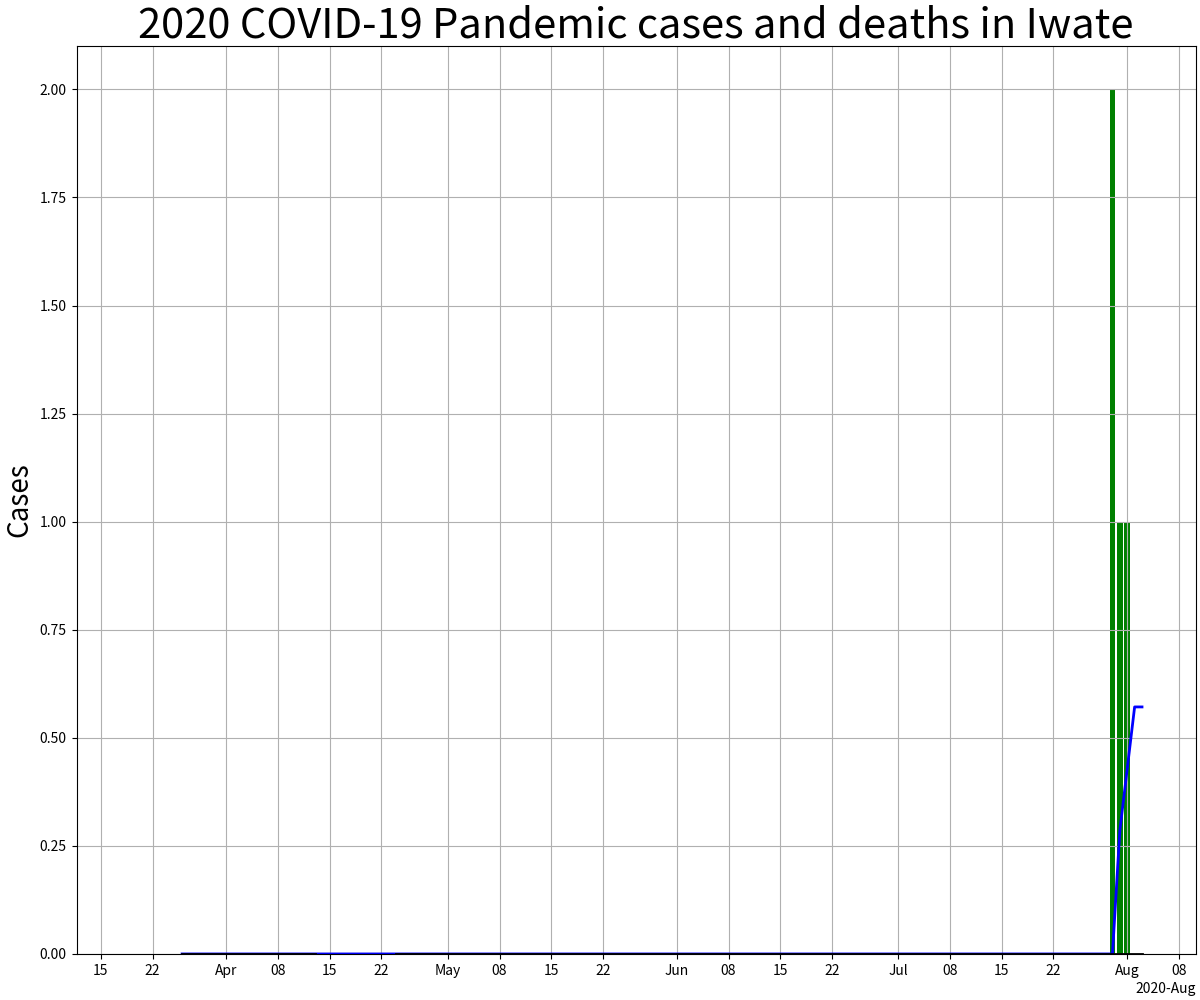 2020 COVID-19 Pandemic cases and deaths in Iwate
2.00
1.75
1.50
1.25
1.00
0.75
0.50
0.25
0.00
Cases
15 22 Apr 08 15 22 May 08 15 22 Jun 08 15 22 Jul 08 15 22 Aug 08
2020-Aug